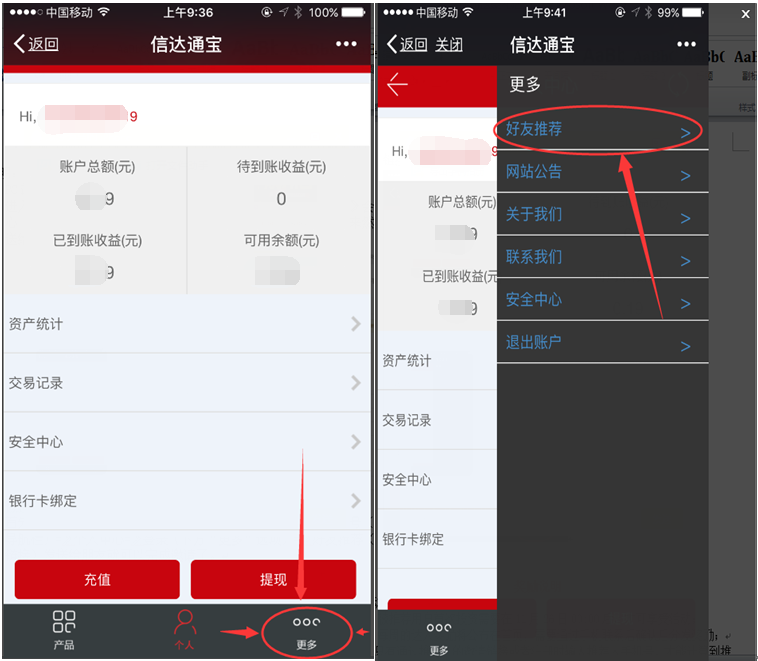 中国移动 上午9:36 100%
返回 信达通宝
Hi, 9
账户总额(元) 待到账收益(元)
9 0
已到账收益(元) 可用余额(元)
9
资产统计
交易记录
安全中心
银行卡绑定
充值 提现
产品 个人 更多
中国移动 上午9:41 99%
返回 关闭 信达通宝
更多
好友推荐 >
网站公告 >
关于我们 >
联系我们 >
安全中心 >
退出账户 >
Hi, 9
账户总额(元)
9
已到账收益(元
9
资产统计
交易记录
安全中心
银行卡绑定
更多
x
AaB
样式